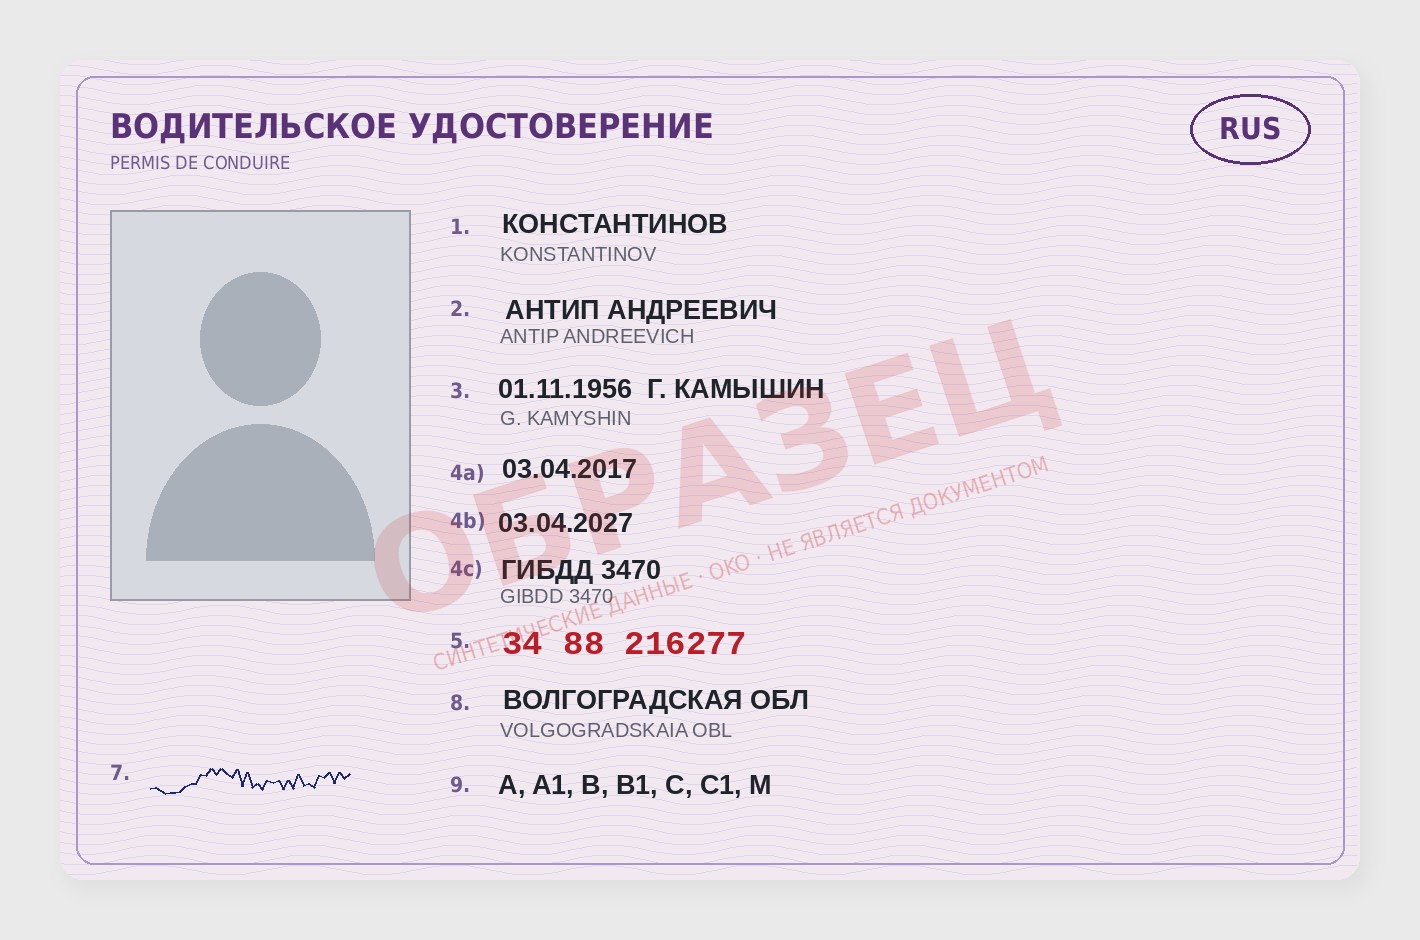 ВОДИТЕЛЬСКОЕ УДОСТОВЕРЕНИЕ
PERMIS DE CONDUIRE
RUS
1. КОНСТАНТИНОВ
KONSTANTINOV
2. АНТИП АНДРЕЕВИЧ
ANTIP ANDREEVICH
3. 01.11.1956 Г. КАМЫШИН
G. KAMYSHIN
4a) 03.04.2017
4b) 03.04.2027
4c) ГИБДД 3470
GIBDD 3470
5. 34 88 216277
8. ВОЛГОГРАДСКАЯ ОБЛ
VOLGOGRADSKAIA OBL
7.
9. A, A1, B, B1, C, C1, M
ОБРАЗЕЦ
СИНТЕТИЧЕСКИЕ ДАННЫЕ · ОКО · НЕ ЯВЛЯЕТСЯ ДОКУМЕНТОМ